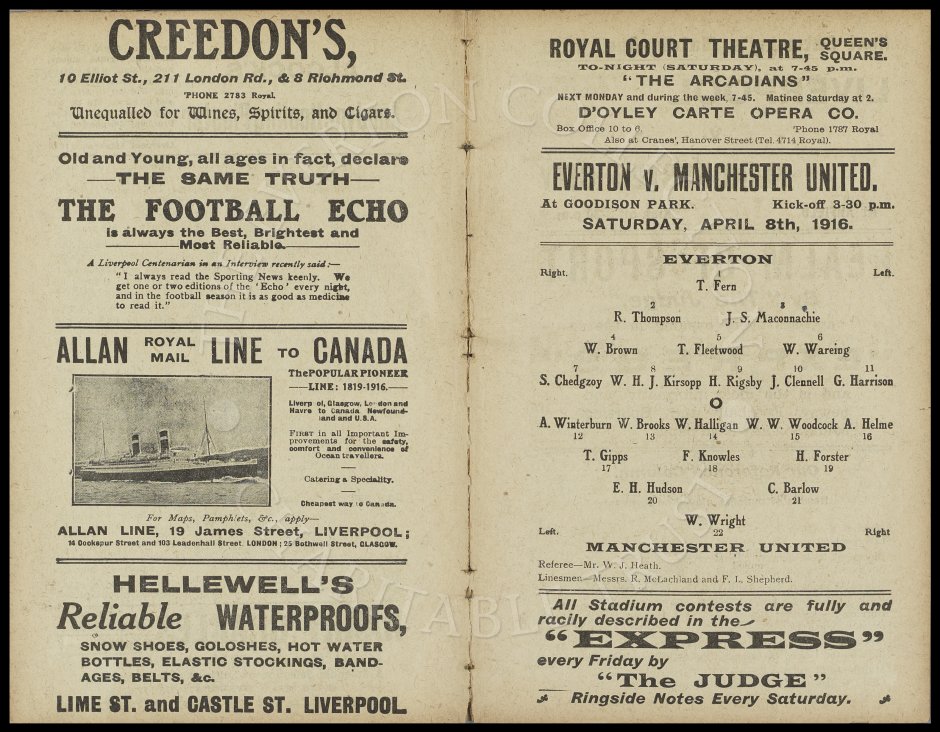 CREEDON'S,
10 Elliot St., 211 London Rd., & 8 Richmond St.
'PHONE 2783 Royal.
Unequalled for Wines, Spirits, and Cigars.
Old and Young, all ages in fact, declare
—THE SAME TRUTH—
THE FOOTBALL ECHO
is always the Best, Brightest and
Most Reliable.
A Liverpool Centenarian in an Interview recently said:—
"I always read the Sporting News keenly. We
get one or two editions of the 'Echo' every night,
and in the football season it is as good as medicine
to read it."
ALLAN ROYAL MAIL LINE TO CANADA
The POPULAR PIONEER
—LINE: 1819-1916.—
Liverpool, Glasgow, London and
Havre to Canada Newfound-
land and U.S.A.
FIRST in all Important Im-
provements for the safety,
comfort and convenience of
Ocean travellers.
Catering a Speciality.
Cheapest way to Canada.
For Maps, Pamphlets, &c., apply—
ALLAN LINE, 19 James Street, LIVERPOOL;
14 Cockspur Street and 103 Leadenhall Street. LONDON; 25 Bothwell Street, GLASGOW.
HELLEWELL'S
Reliable WATERPROOFS,
SNOW SHOES, GOLOSHES, HOT WATER
BOTTLES, ELASTIC STOCKINGS, BAND-
AGES, BELTS, &c.
LIME ST. and CASTLE ST. LIVERPOOL.
ROYAL COURT THEATRE, QUEEN'S SQUARE.
TO-NIGHT (SATURDAY), at 7-45 p.m.
"THE ARCADIANS"
NEXT MONDAY and during the week, 7-45. Matinee Saturday at 2.
D'OYLEY CARTE OPERA CO.
Box Office 10 to 6. 'Phone 1787 Royal
Also at Cranes', Hanover Street (Tel. 4714 Royal).
EVERTON v. MANCHESTER UNITED.
At GOODISON PARK. Kick-off 3-30 p.m.
SATURDAY, APRIL 8th, 1916.
EVERTON
Right. 1 Left.
T. Fern
2 3
R. Thompson J. S. Maconnachie
4 5 6
W. Brown T. Fleetwood W. Wareing
7 8 9 10 11
S. Chedgzoy W. H. J. Kirsopp H. Rigsby J. Clennell G. Harrison
O
A. Winterburn W. Brooks W. Halligan W. W. Woodcock A. Helme
12 13 14 15 16
T. Gipps F. Knowles H. Forster
17 18 19
E. H. Hudson C. Barlow
20 21
W. Wright
Left. 22 Right
MANCHESTER UNITED
Referee—Mr. W. J. Heath.
Linesmen—Messrs. R. McLachland and F. L. Shepherd.
All Stadium contests are fully and
racily described in the
"EXPRESS"
every Friday by
"The JUDGE"
Ringside Notes Every Saturday.